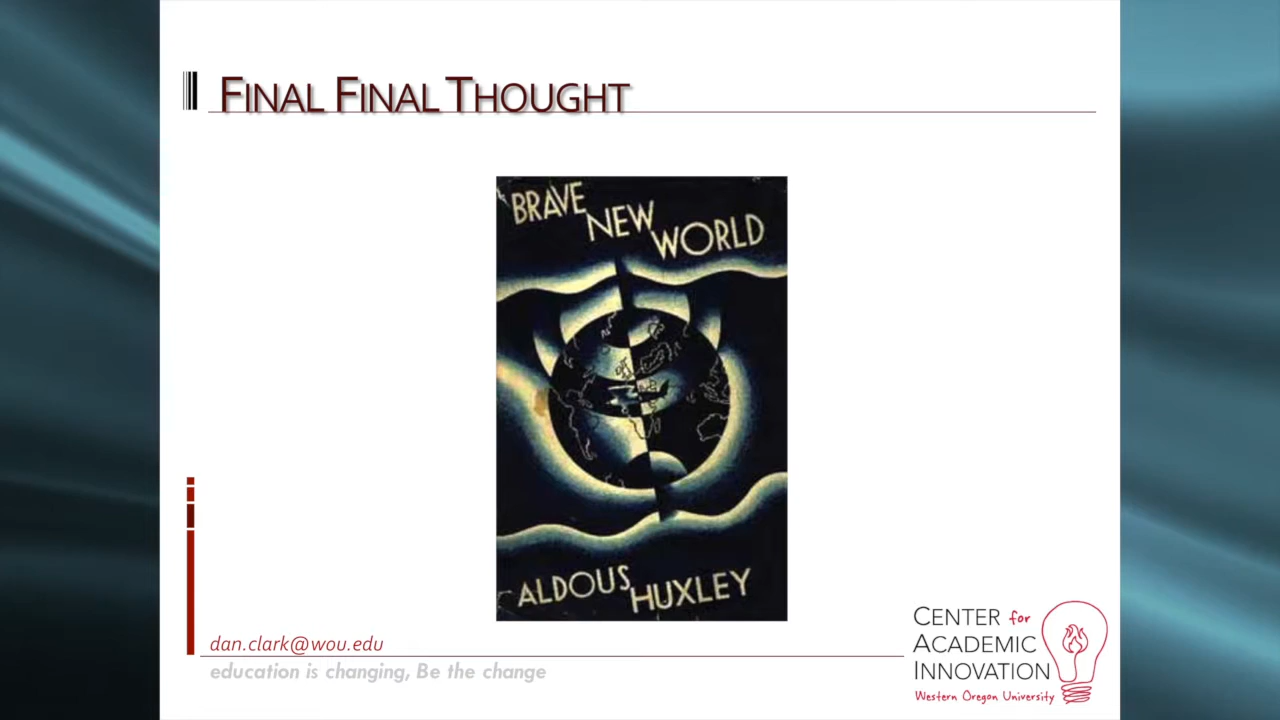 FINAL FINAL THOUGHT
BRAVE
NEW
WORLD
ALDOUS
HUXLEY
dan.clark@wou.edu
education is changing, Be the change
CENTER for
ACADEMIC
INNOVATION
Western Oregon University